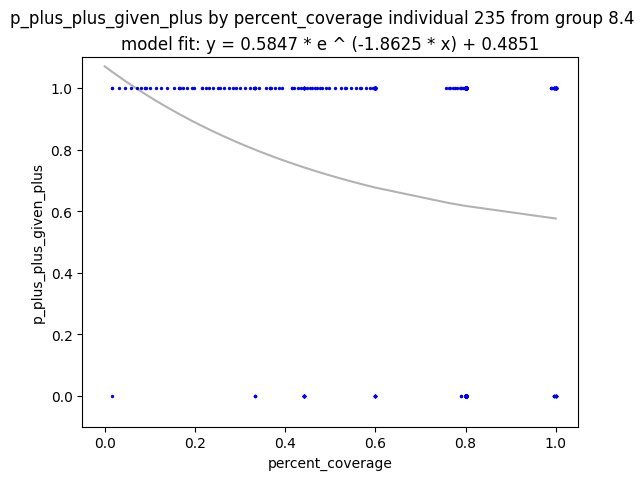 p_plus_plus_given_plus by percent_coverage individual 235 from group 8.4
model fit: y = 0.5847 * e ^ (-1.8625 * x) + 0.4851
1.0
0.8
0.6
0.4
0.2
0.0
p_plus_plus_given_plus
0.0 0.2 0.4 0.6 0.8 1.0
percent_coverage